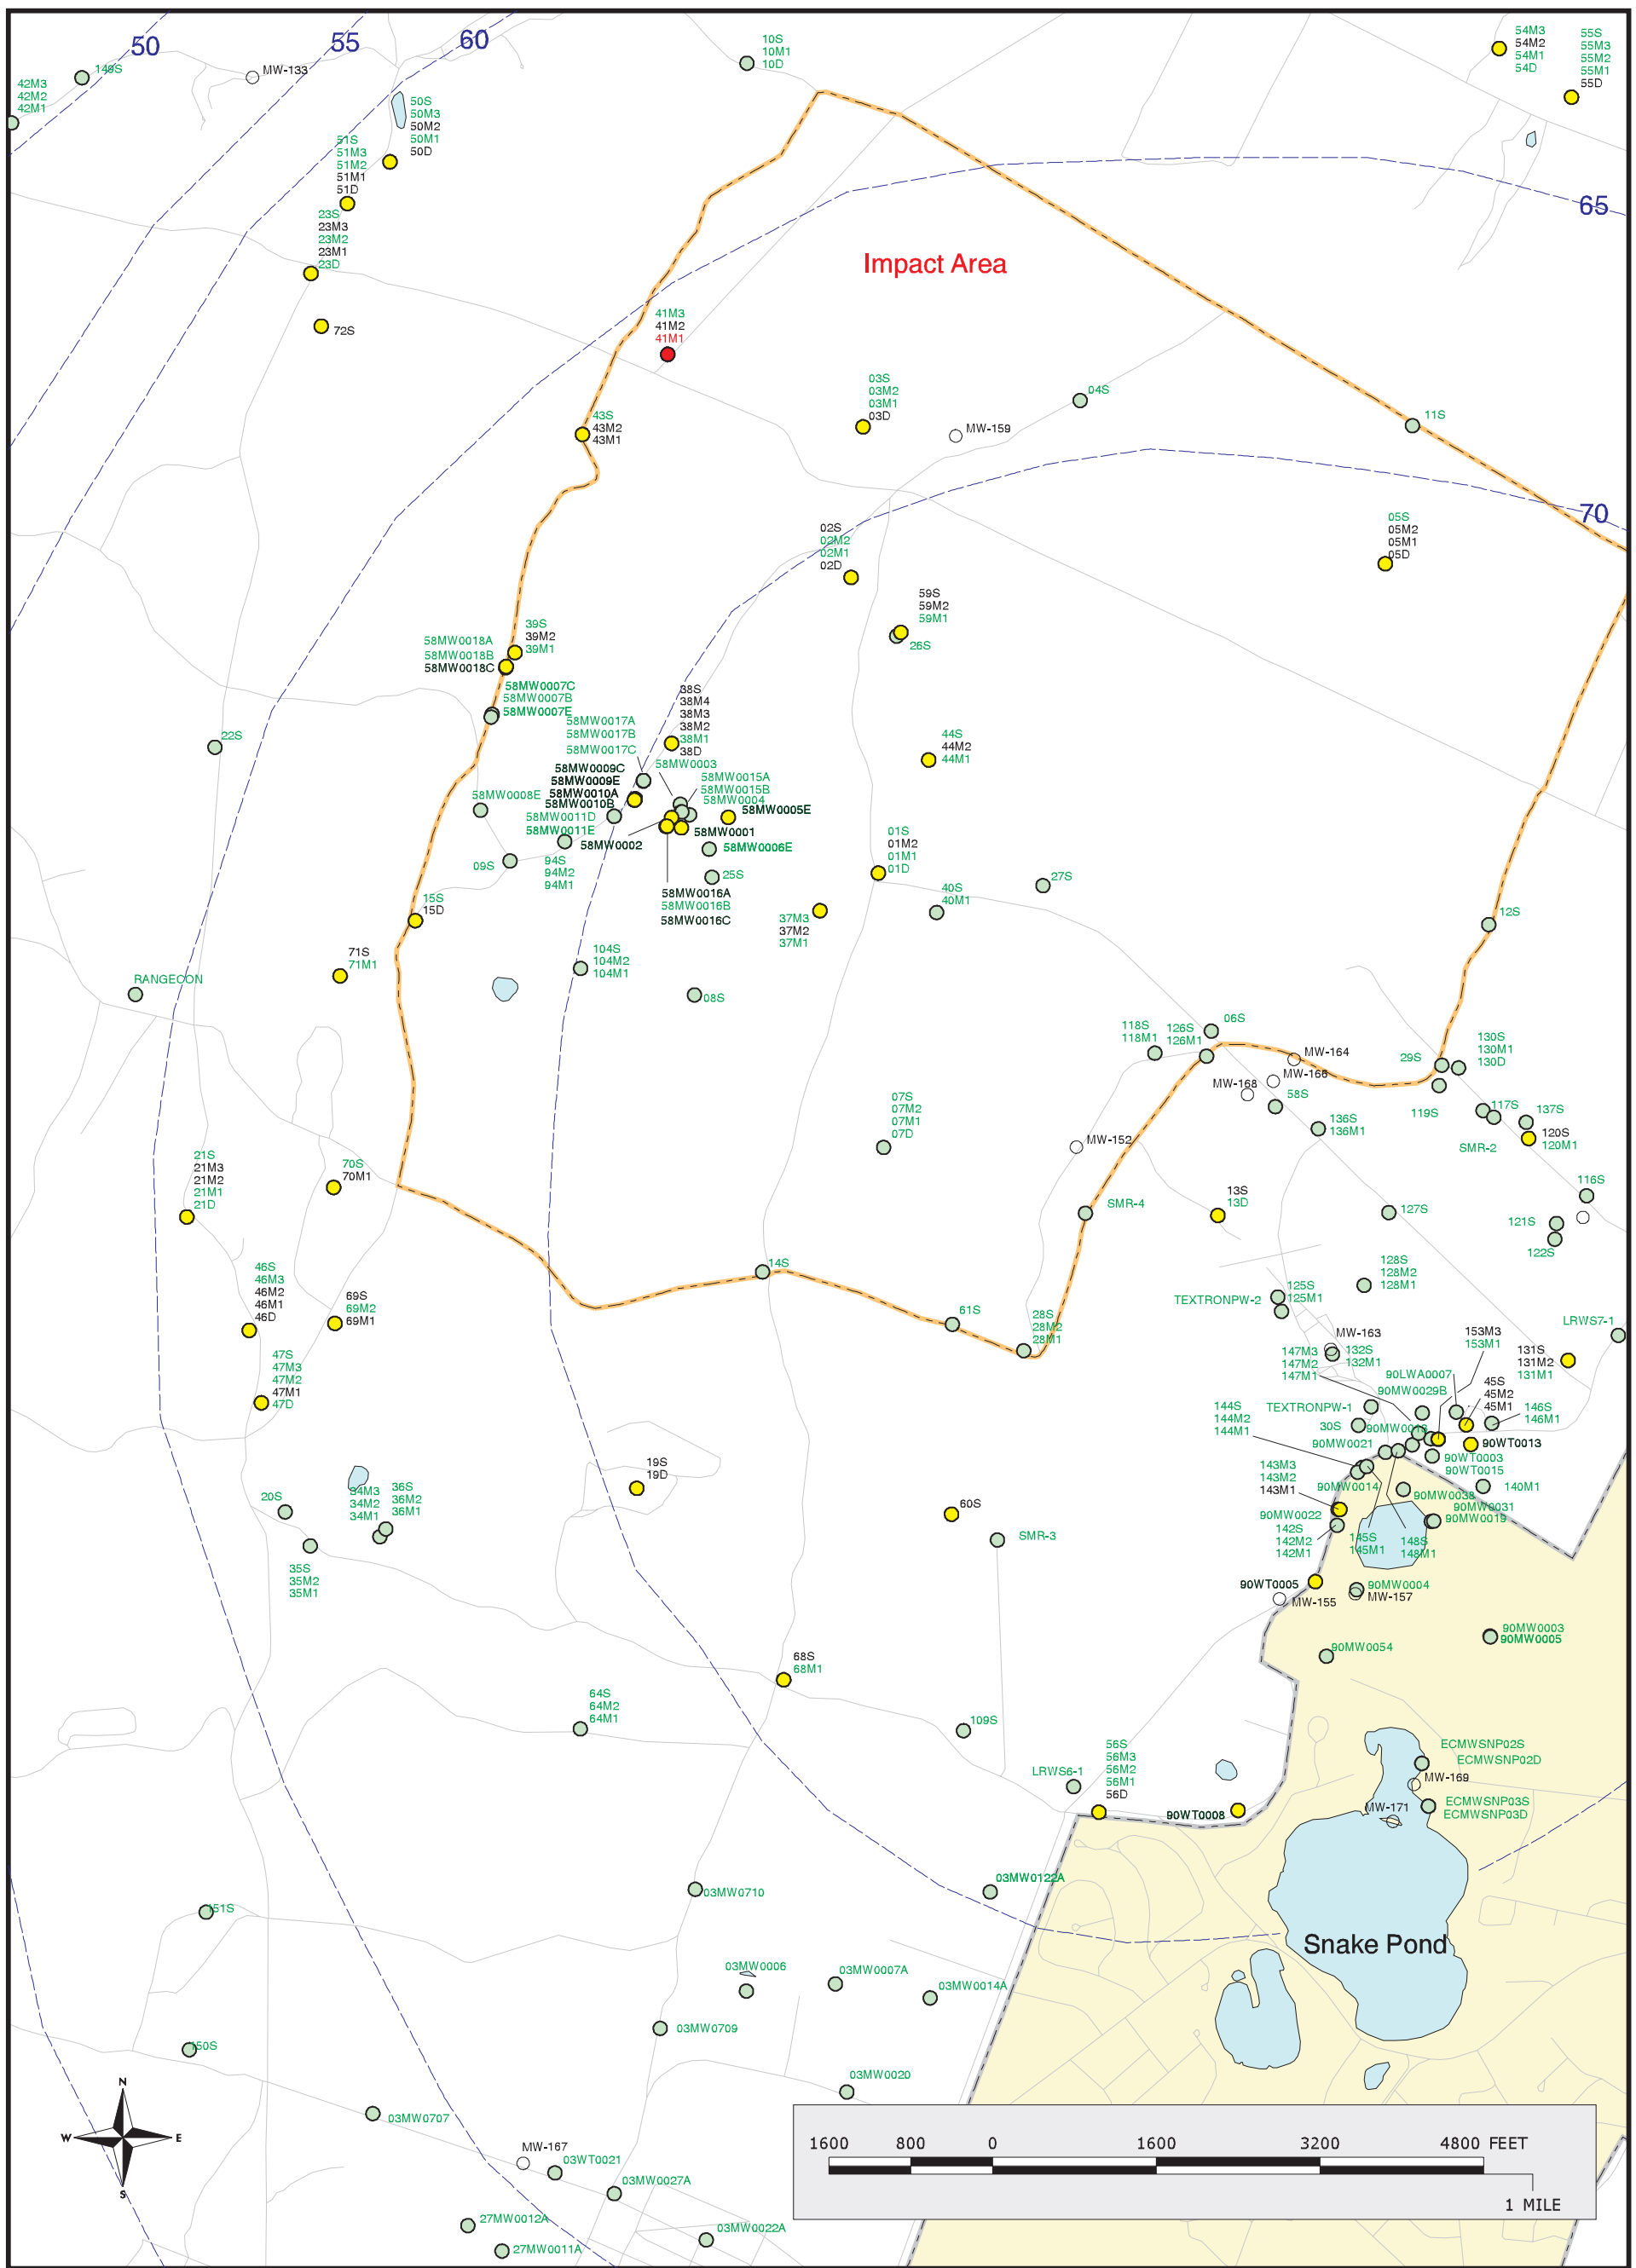 50
55
60
149S
MW-133
42M3
42M2
42M1
10S
10M1
10D
54M3
54M2
54M1
54D
55S
55M3
55M2
55M1
55D
50S
50M3
50M2
50M1
50D
51S
51M3
51M2
51M1
51D
65
23S
23M3
23M2
23M1
23D
72S
Impact Area
41M3
41M2
41M1
43S
43M2
43M1
03S
03M2
03M1
03D
MW-159
04S
11S
70
02S
02M2
02M1
02D
05S
05M2
05M1
05D
59S
59M2
59M1
26S
39S
39M2
39M1
58MW0018A
58MW0018B
58MW0018C
58MW0007C
58MW0007B
58MW0007E
22S
38S
38M4
38M3
38M2
38M1
38D
58MW0017A
58MW0017B
58MW0017C
58MW0003
44S
44M2
44M1
58MW0009C
58MW0009E
58MW0010A
58MW0010B
58MW0011D
58MW0011E
58MW0002
58MW0008E
58MW0015A
58MW0015B
58MW0004
58MW0005E
58MW0001
58MW0006E
09S
94S
94M2
94M1
25S
58MW0016A
58MW0016B
58MW0016C
01S
01M2
01M1
01D
27S
40S
40M1
37M3
37M2
37M1
12S
15S
15D
71S
71M1
RANGECON
104S
104M2
104M1
08S
06S
118S
118M1
126S
126M1
MW-164
MW-166
MW-168
58S
29S
130S
130M1
130D
119S
117S
137S
136S
136M1
SMR-2
120S
120M1
07S
07M2
07M1
07D
MW-152
116S
21S
21M3
21M2
21M1
21D
70S
70M1
SMR-4
13S
13D
127S
121S
122S
14S
61S
28S
28M2
28M1
128S
128M2
128M1
125S
125M1
TEXTRONPW-2
46S
46M3
46M2
46M1
46D
69S
69M2
69M1
LRWS7-1
MW-163
132S
132M1
147M3
147M2
147M1
153M3
153M1
131S
131M2
131M1
47S
47M3
47M2
47M1
47D
90LWA0007
90MW0029B
45S
45M2
45M1
TEXTRONPW-1
146S
146M1
144S
144M2
144M1
30S
90MW0018
90MW0021
90WT0013
90WT0003
90WT0015
19S
19D
143M3
143M2
143M1
90MW0014
140M1
90MW0038
90MW0031
90MW0019
90MW0022
142S
142M2
142M1
145S
145M1
148S
148M1
20S
34M3
34M2
34M1
36S
36M2
36M1
60S
SMR-3
35S
35M2
35M1
90WT0005
MW-155
90MW0004
MW-157
90MW0003
90MW0005
90MW0054
68S
68M1
64S
64M2
64M1
109S
56S
56M3
56M2
56M1
56D
LRWS6-1
90WT0008
ECMWSNP02S
ECMWSNP02D
MW-169
MW-171
ECMWSNP03S
ECMWSNP03D
03MW0710
03MW0122A
151S
Snake Pond
03MW0006
03MW0007A
03MW0014A
03MW0709
150S
03MW0020
03MW0707
N
W
E
S
MW-167
03WT0021
03MW0027A
27MW0012A
03MW0022A
27MW0011A
1600 800 0 1600 3200 4800 FEET
1 MILE